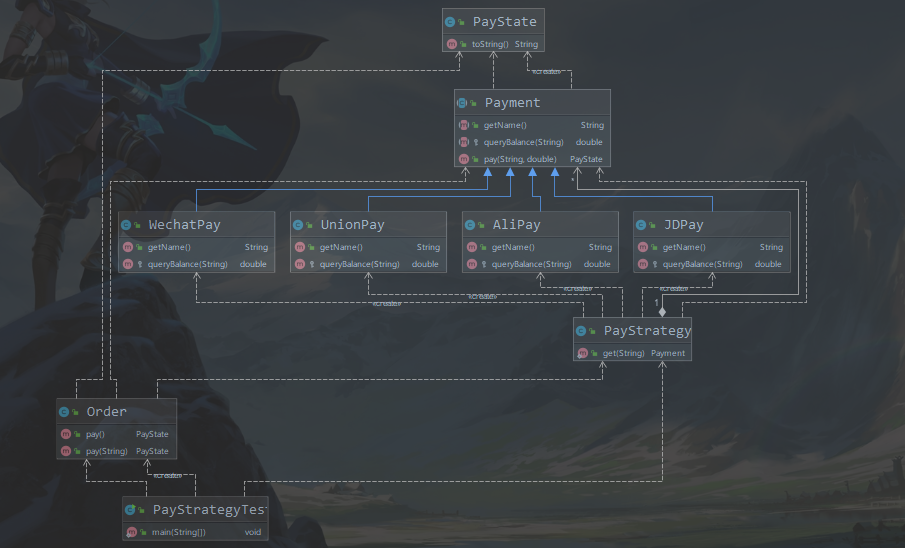 PayState
toString() String
«create»
Payment
getName() String
queryBalance(String) double
pay(String, double) PayState
*
WechatPay
getName() String
queryBalance(String) double
UnionPay
getName() String
queryBalance(String) double
AliPay
getName() String
queryBalance(String) double
JDPay
getName() String
queryBalance(String) double
«create»
«create»
«create»
«create»
1
PayStrategy
get(String) Payment
Order
pay() PayState
pay(String) PayState
«create»
PayStrategyTes
main(String[]) void